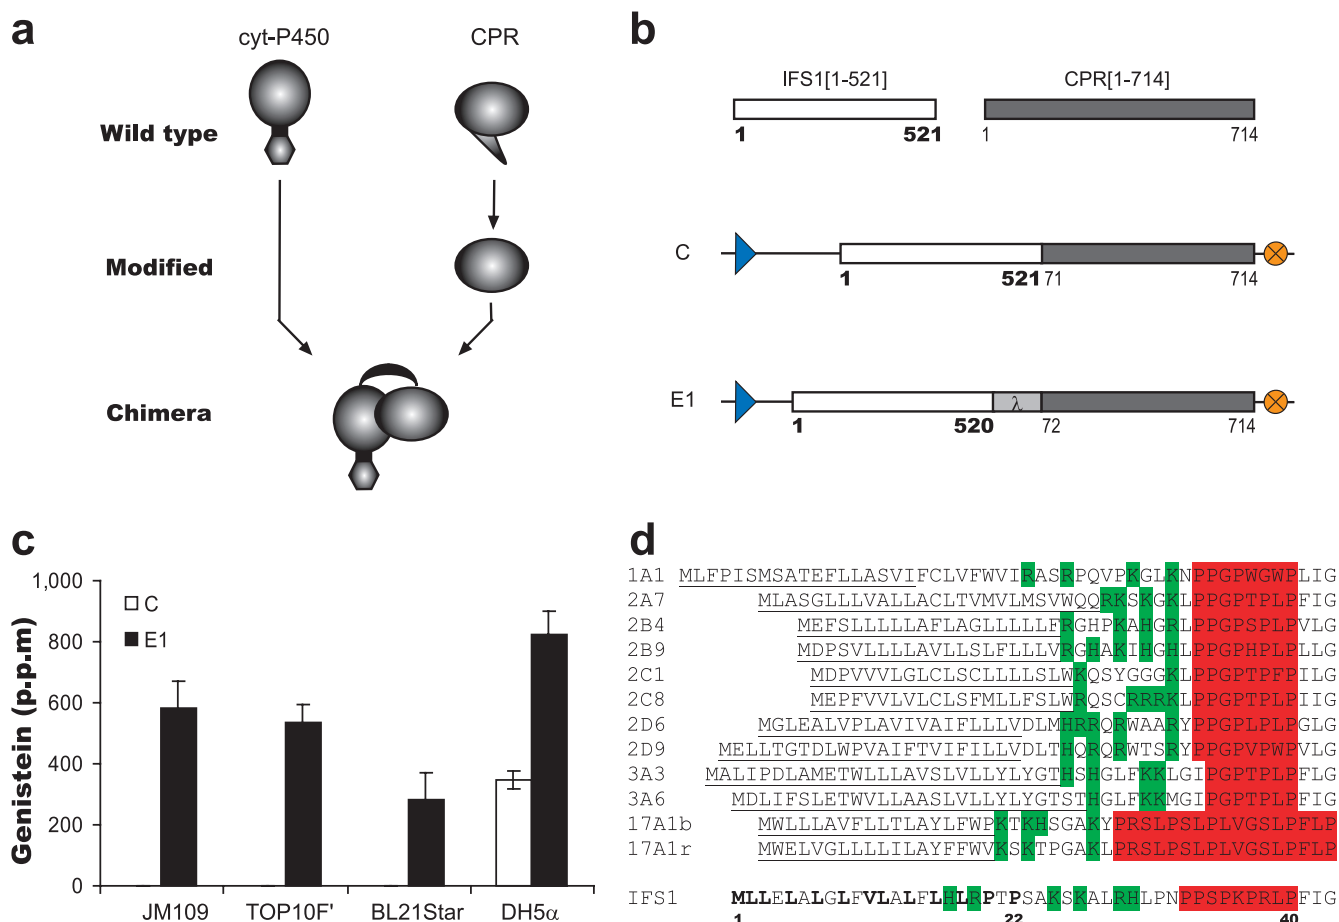 a
cyt-P450
CPR
Wild type
Modified
Chimera
b
IFS1[1-521]
CPR[1-714]
1
521
1
714
C
1
521
71
714
E1
λ
1
520
72
714
c
Genistein (p.p.m)
1,000
800
600
400
200
0
C
E1
JM109
TOP10F'
BL21Star
DH5α
d
1A1 MLFPISMSATEFLLASVIFCLVFWVIRASRPQVPKGLKNPPGPWGWPLIG
2A7 MLASGLLLVALLACLTVMVLMSVWQQRKSKGKLPPGPTPLPFIG
2B4 MEFSLLLLLAFLAGLLLLLFRGHPKAHGRLPPGPSPLPVLG
2B9 MDPSVLLLLAVLLSLFLLLVRGHAKIHGHLPPGPHPLPLLG
2C1 MDPVVVLGLCLSCLLLLSLWKQSYGGGKLPPGPTPFPILG
2C8 MEPFVVLVLCLSFMLLFSLWRQSCRRRKLPPGPTPLPIIG
2D6 MGLEALVPLAVIVAIFLLLVDLMHRRQRWAARYPPGPLPLPGLG
2D9 MELLTGTDLWPVAIFTVIFILLVDLTHQRQRWTSRYPPGPVPWPVLG
3A3 MALIPDLAMETWLLLAVSLVLLYLYGTHSHGLFKKLGIPGPTPLPFLG
3A6 MDLIFSLETWVLLAASLVLLYLYGTSTHGLFKKMGIPGPTPLPFIG
17A1b MWLLLAVFLLTLAYLFWPKTKHSGAKYPRSLPSLPLVGSLPFLP
17A1r MWELVGLLLLILAYFFWVKSKTPGAKLPRSLPSLPLVGSLPFLP
IFS1 MLLELALGLFVLALFLHLRPTPSAKSKALRHLPNPPSPKPRLPFIG
1 22 40